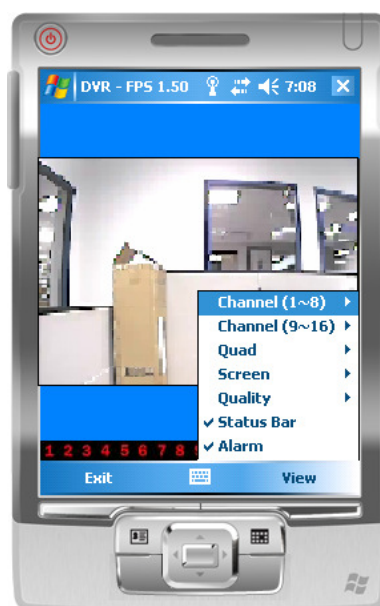 DVR - FPS 1.50 7:08
Channel (1~8)
Channel (9~16)
Quad
Screen
Quality
Status Bar
Alarm
1 2 3 4 5 6 7 8
Exit View